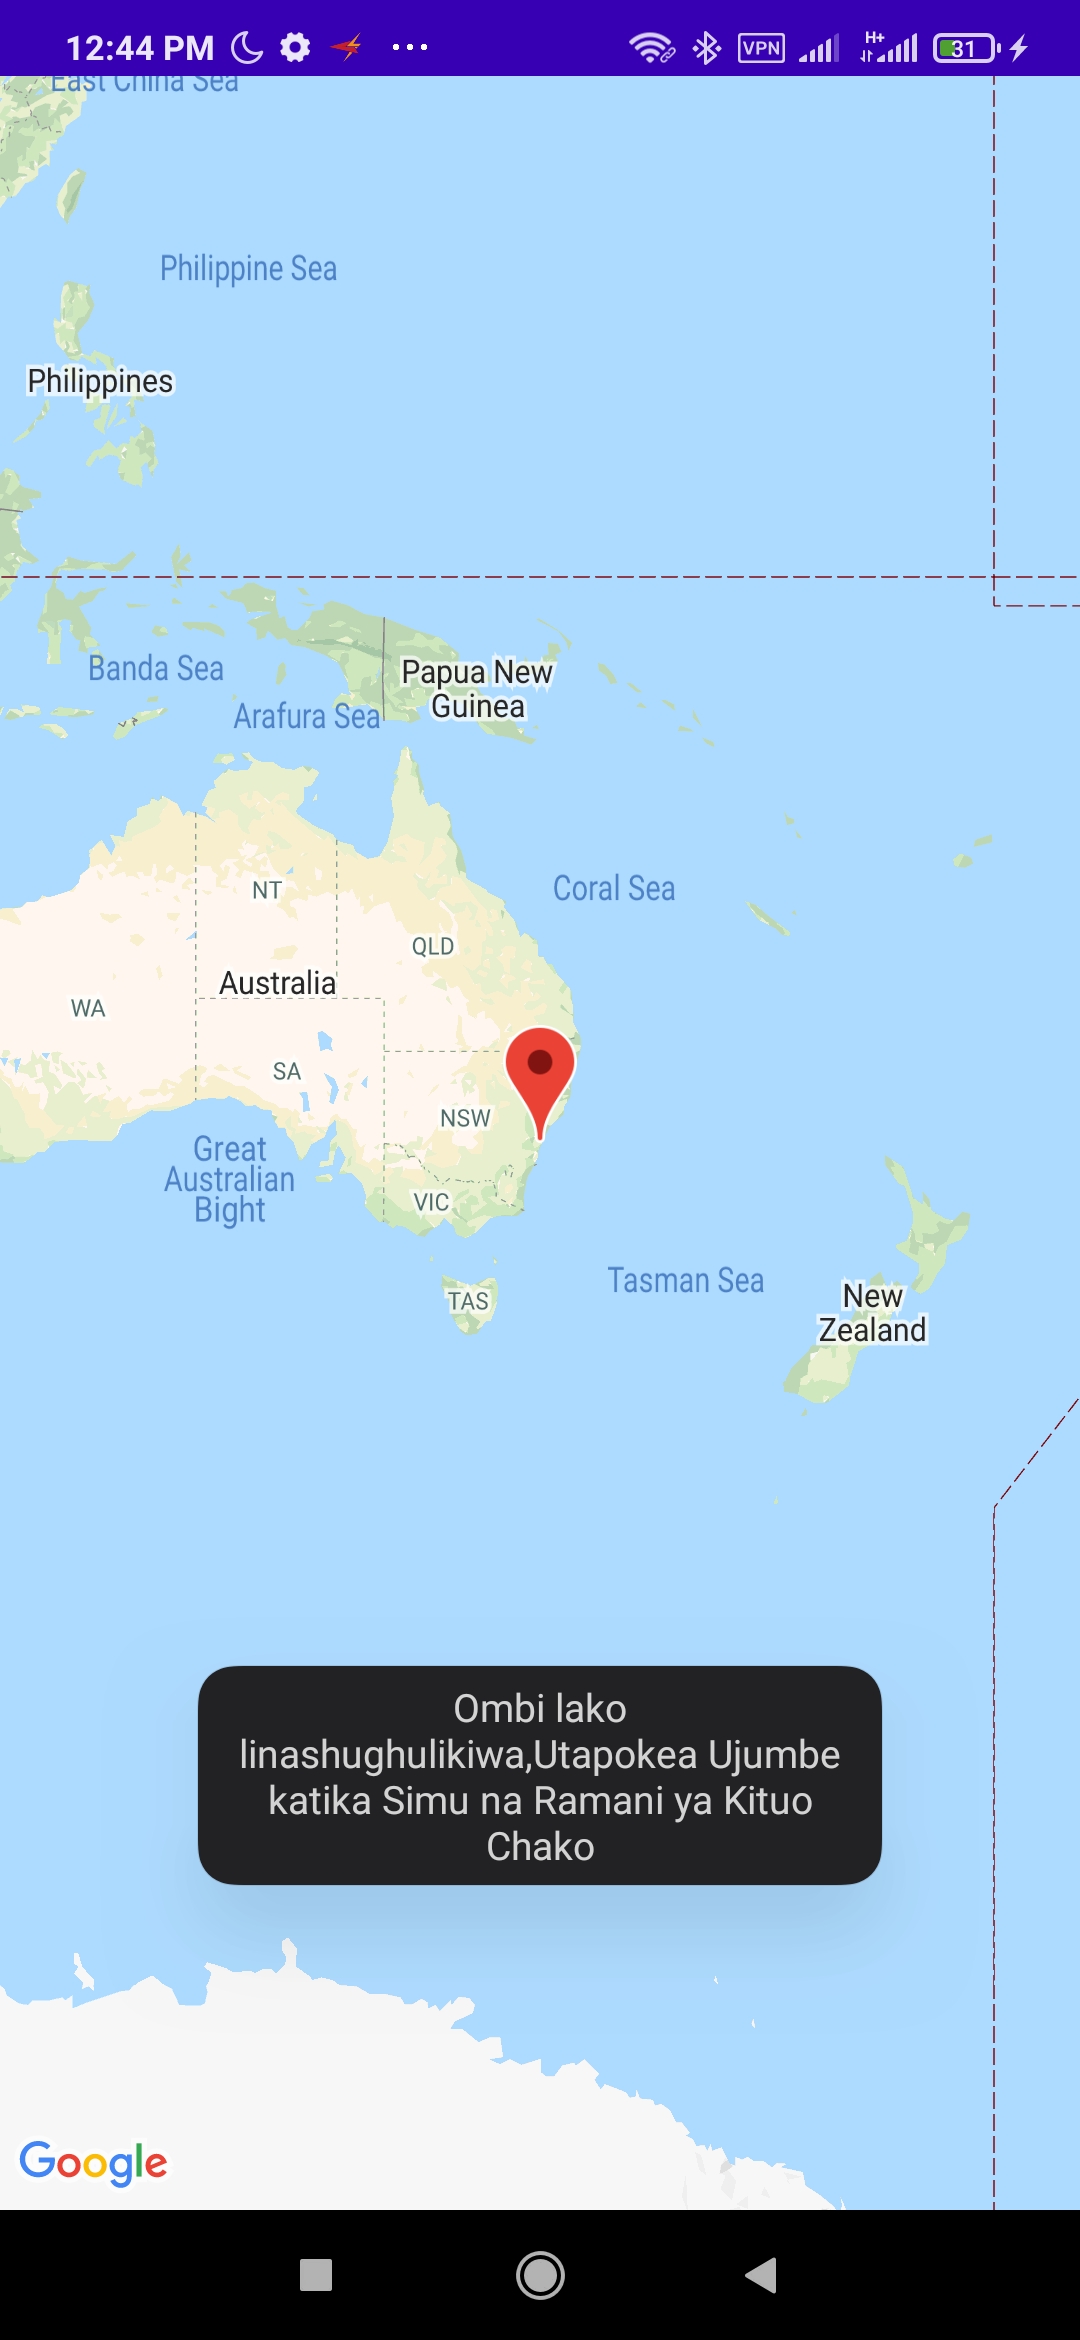 12:44 PM
VPN
H+
31
East China Sea
Philippine Sea
Philippines
Banda Sea
Papua New
Guinea
Arafura Sea
Coral Sea
NT
QLD
Australia
WA
SA
NSW
Great
Australian
Bight
VIC
Tasman Sea
TAS
New
Zealand
Ombi lako
linashughulikiwa,Utapokea Ujumbe
katika Simu na Ramani ya Kituo
Chako
Google